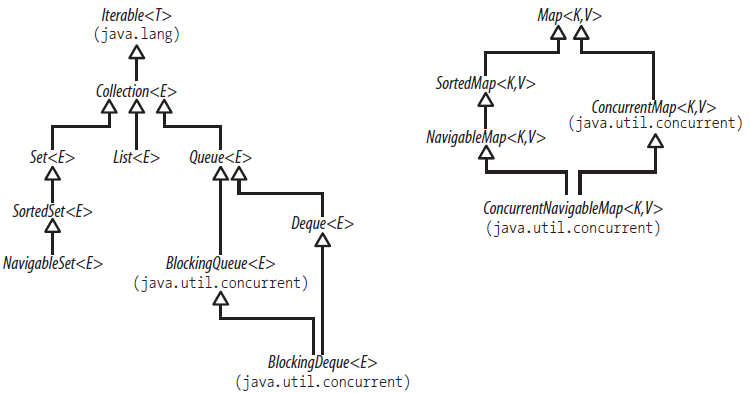 Iterable<T>
(java.lang)
Collection<E>
Set<E>
List<E>
Queue<E>
SortedSet<E>
Deque<E>
NavigableSet<E>
BlockingQueue<E>
(java.util.concurrent)
BlockingDeque<E>
(java.util.concurrent)
Map<K,V>
SortedMap<K,V>
ConcurrentMap<K,V>
(java.util.concurrent)
NavigableMap<K,V>
ConcurrentNavigableMap<K,V>
(java.util.concurrent)